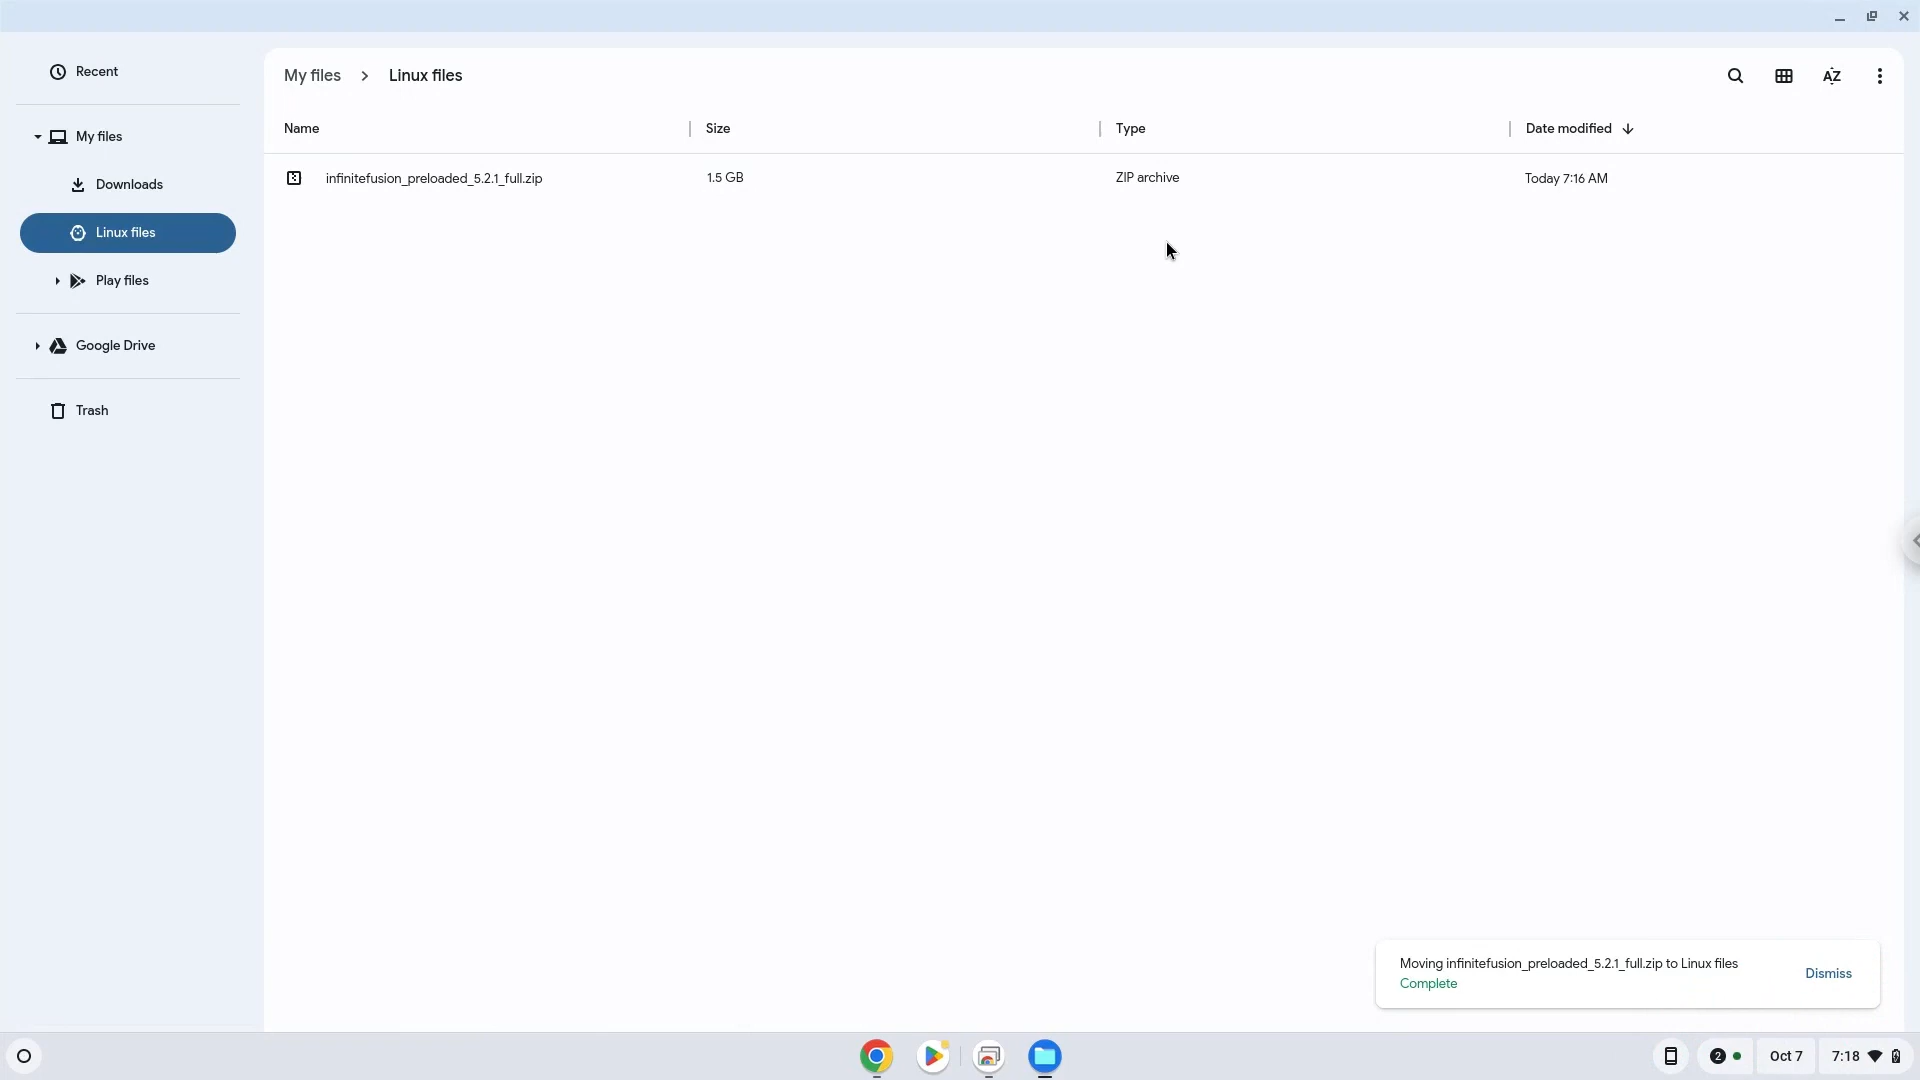 Recent
My files
Downloads
Linux files
Play files
Google Drive
Trash
My files > Linux files
AZ
Name Size Type Date modified
infinitefusion_preloaded_5.2.1_full.zip 1.5 GB ZIP archive Today 7:16 AM
Moving infinitefusion_preloaded_5.2.1_full.zip to Linux files
Complete
Dismiss
2 Oct 7 7:18